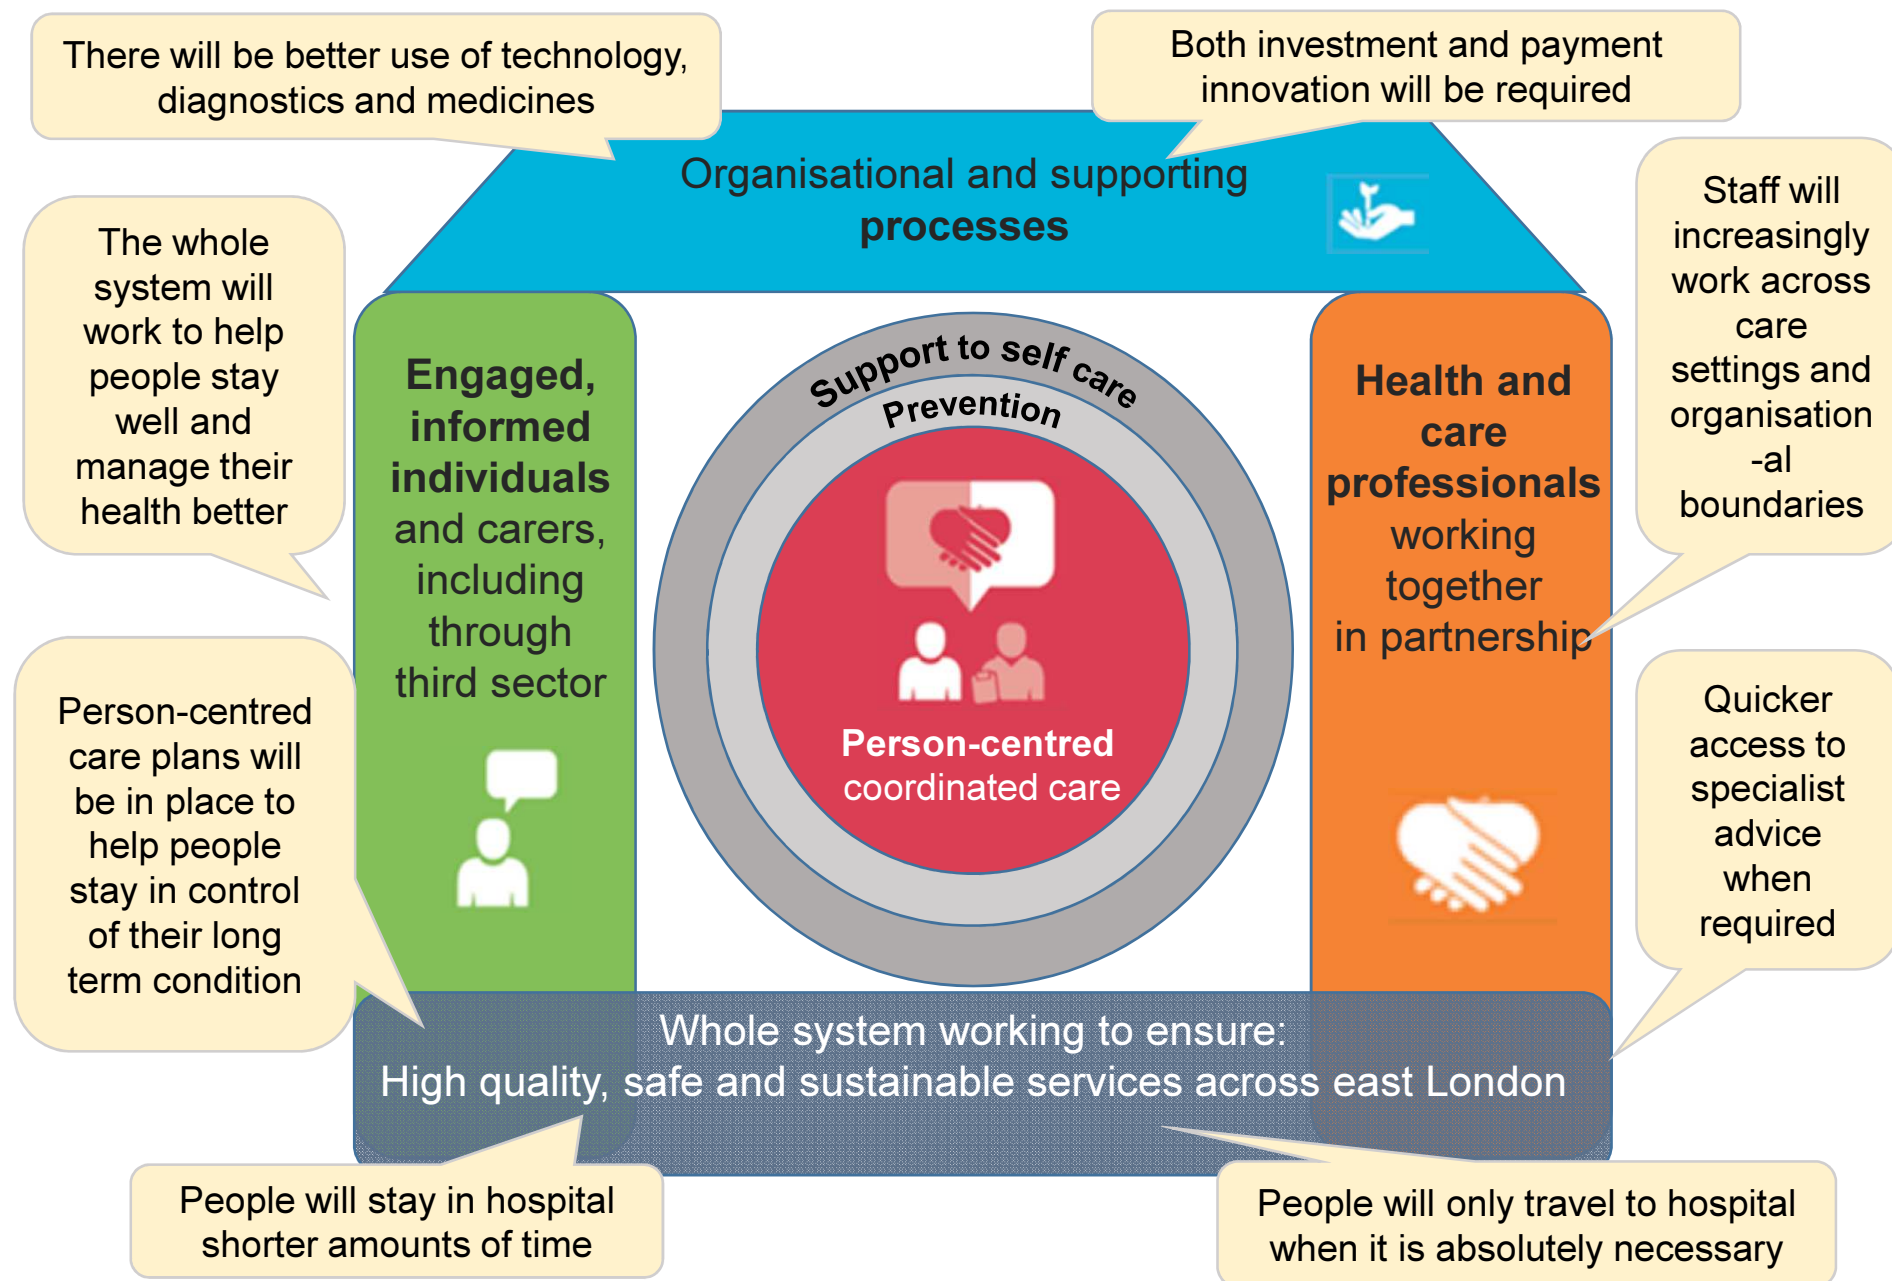 There will be better use of technology,
diagnostics and medicines
Both investment and payment
innovation will be required
Organisational and supporting
processes
The whole
system will
work to help
people stay
well and
manage their
health better
Staff will
increasingly
work across
care
settings and
organisation
-al
boundaries
Engaged,
informed
individuals
and carers,
including
through
third sector
Support to self care
Prevention
Person-centred
coordinated care
Health and
care
professionals
working
together
in partnership
Person-centred
care plans will
be in place to
help people
stay in control
of their long
term condition
Quicker
access to
specialist
advice
when
required
Whole system working to ensure:
High quality, safe and sustainable services across east London
People will stay in hospital
shorter amounts of time
People will only travel to hospital
when it is absolutely necessary